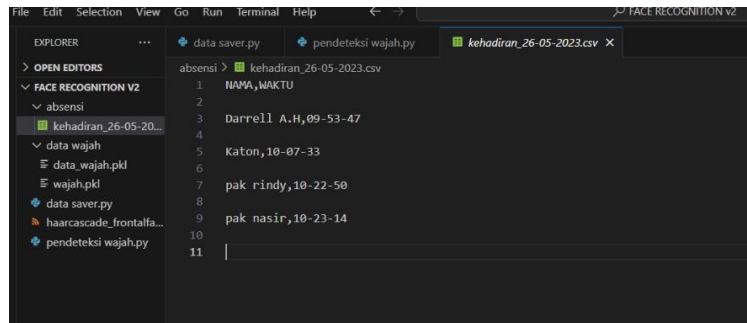 File Edit Selection View Go Run Terminal Help ← → FACE RECOGNITION v2
EXPLORER ...
data saver.py pendeteksi wajah.py kehadiran_26-05-2023.csv ×
> OPEN EDITORS
FACE RECOGNITION V2
absensi
kehadiran_26-05-20...
data wajah
data_wajah.pkl
wajah.pkl
data saver.py
haarcascade_frontalfa...
pendeteksi wajah.py
absensi > kehadiran_26-05-2023.csv
1 NAMA,WAKTU
2
3 Darrell A.H,09-53-47
4
5 Katon,10-07-33
6
7 pak rindy,10-22-50
8
9 pak nasir,10-23-14
10
11